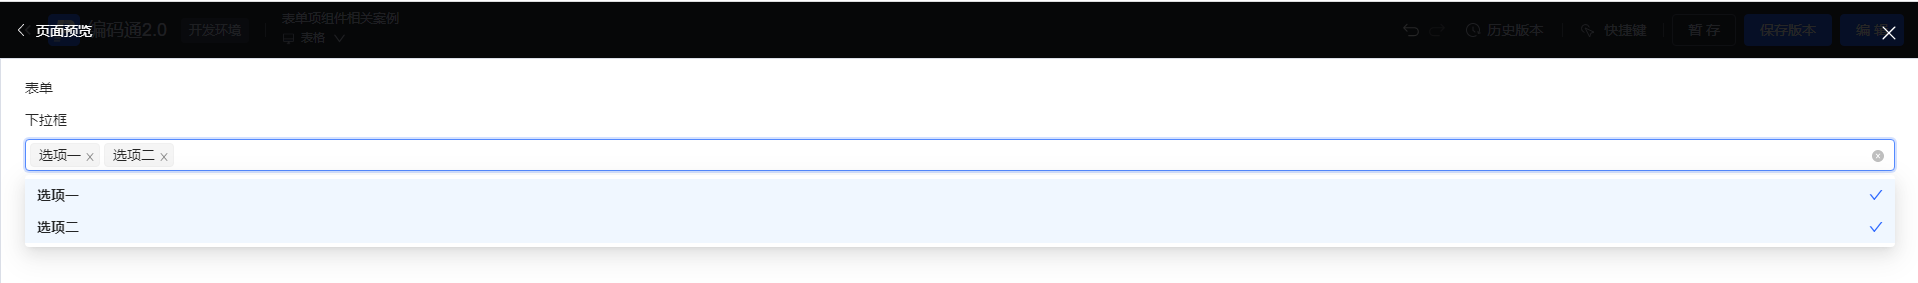 页面预览
编码通2.0
开发环境
表单项组件相关案例
表格
历史版本
快捷键
暂 存
保存版本
编 辑
表单
下拉框
选项一 x 选项二 x
选项一
选项二